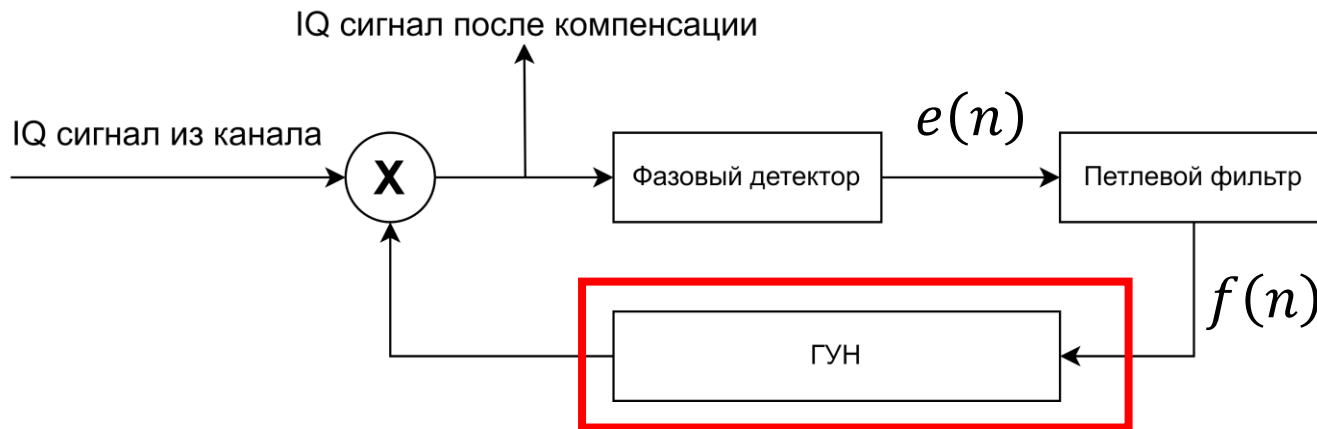 IQ сигнал после компенсации
IQ сигнал из канала
X
Фазовый детектор
e(n)
Петлевой фильтр
f(n)
ГУН